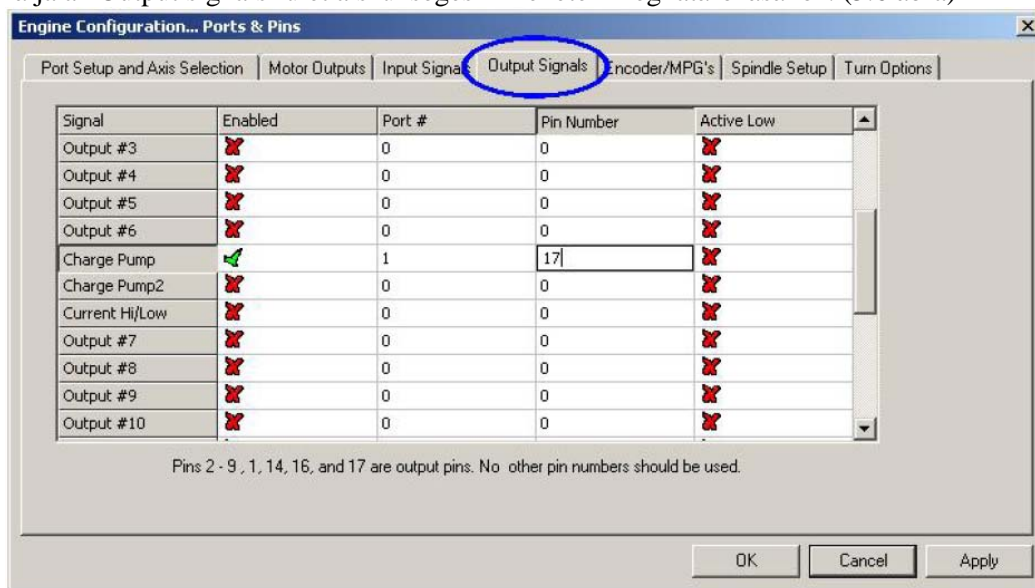 Output signals
Engine Configuration... Ports & Pins
Port Setup and Axis Selection Motor Outputs Input Signals Output Signals Encoder/MPG's Spindle Setup Turn Options
Signal Enabled Port # Pin Number Active Low
Output #3 0 0
Output #4 0 0
Output #5 0 0
Output #6 0 0
Charge Pump 1 17
Charge Pump2 0 0
Current Hi/Low 0 0
Output #7 0 0
Output #8 0 0
Output #9 0 0
Output #10 0 0
Pins 2 - 9 , 1, 14, 16, and 17 are output pins. No other pin numbers should be used.
OK Cancel Apply